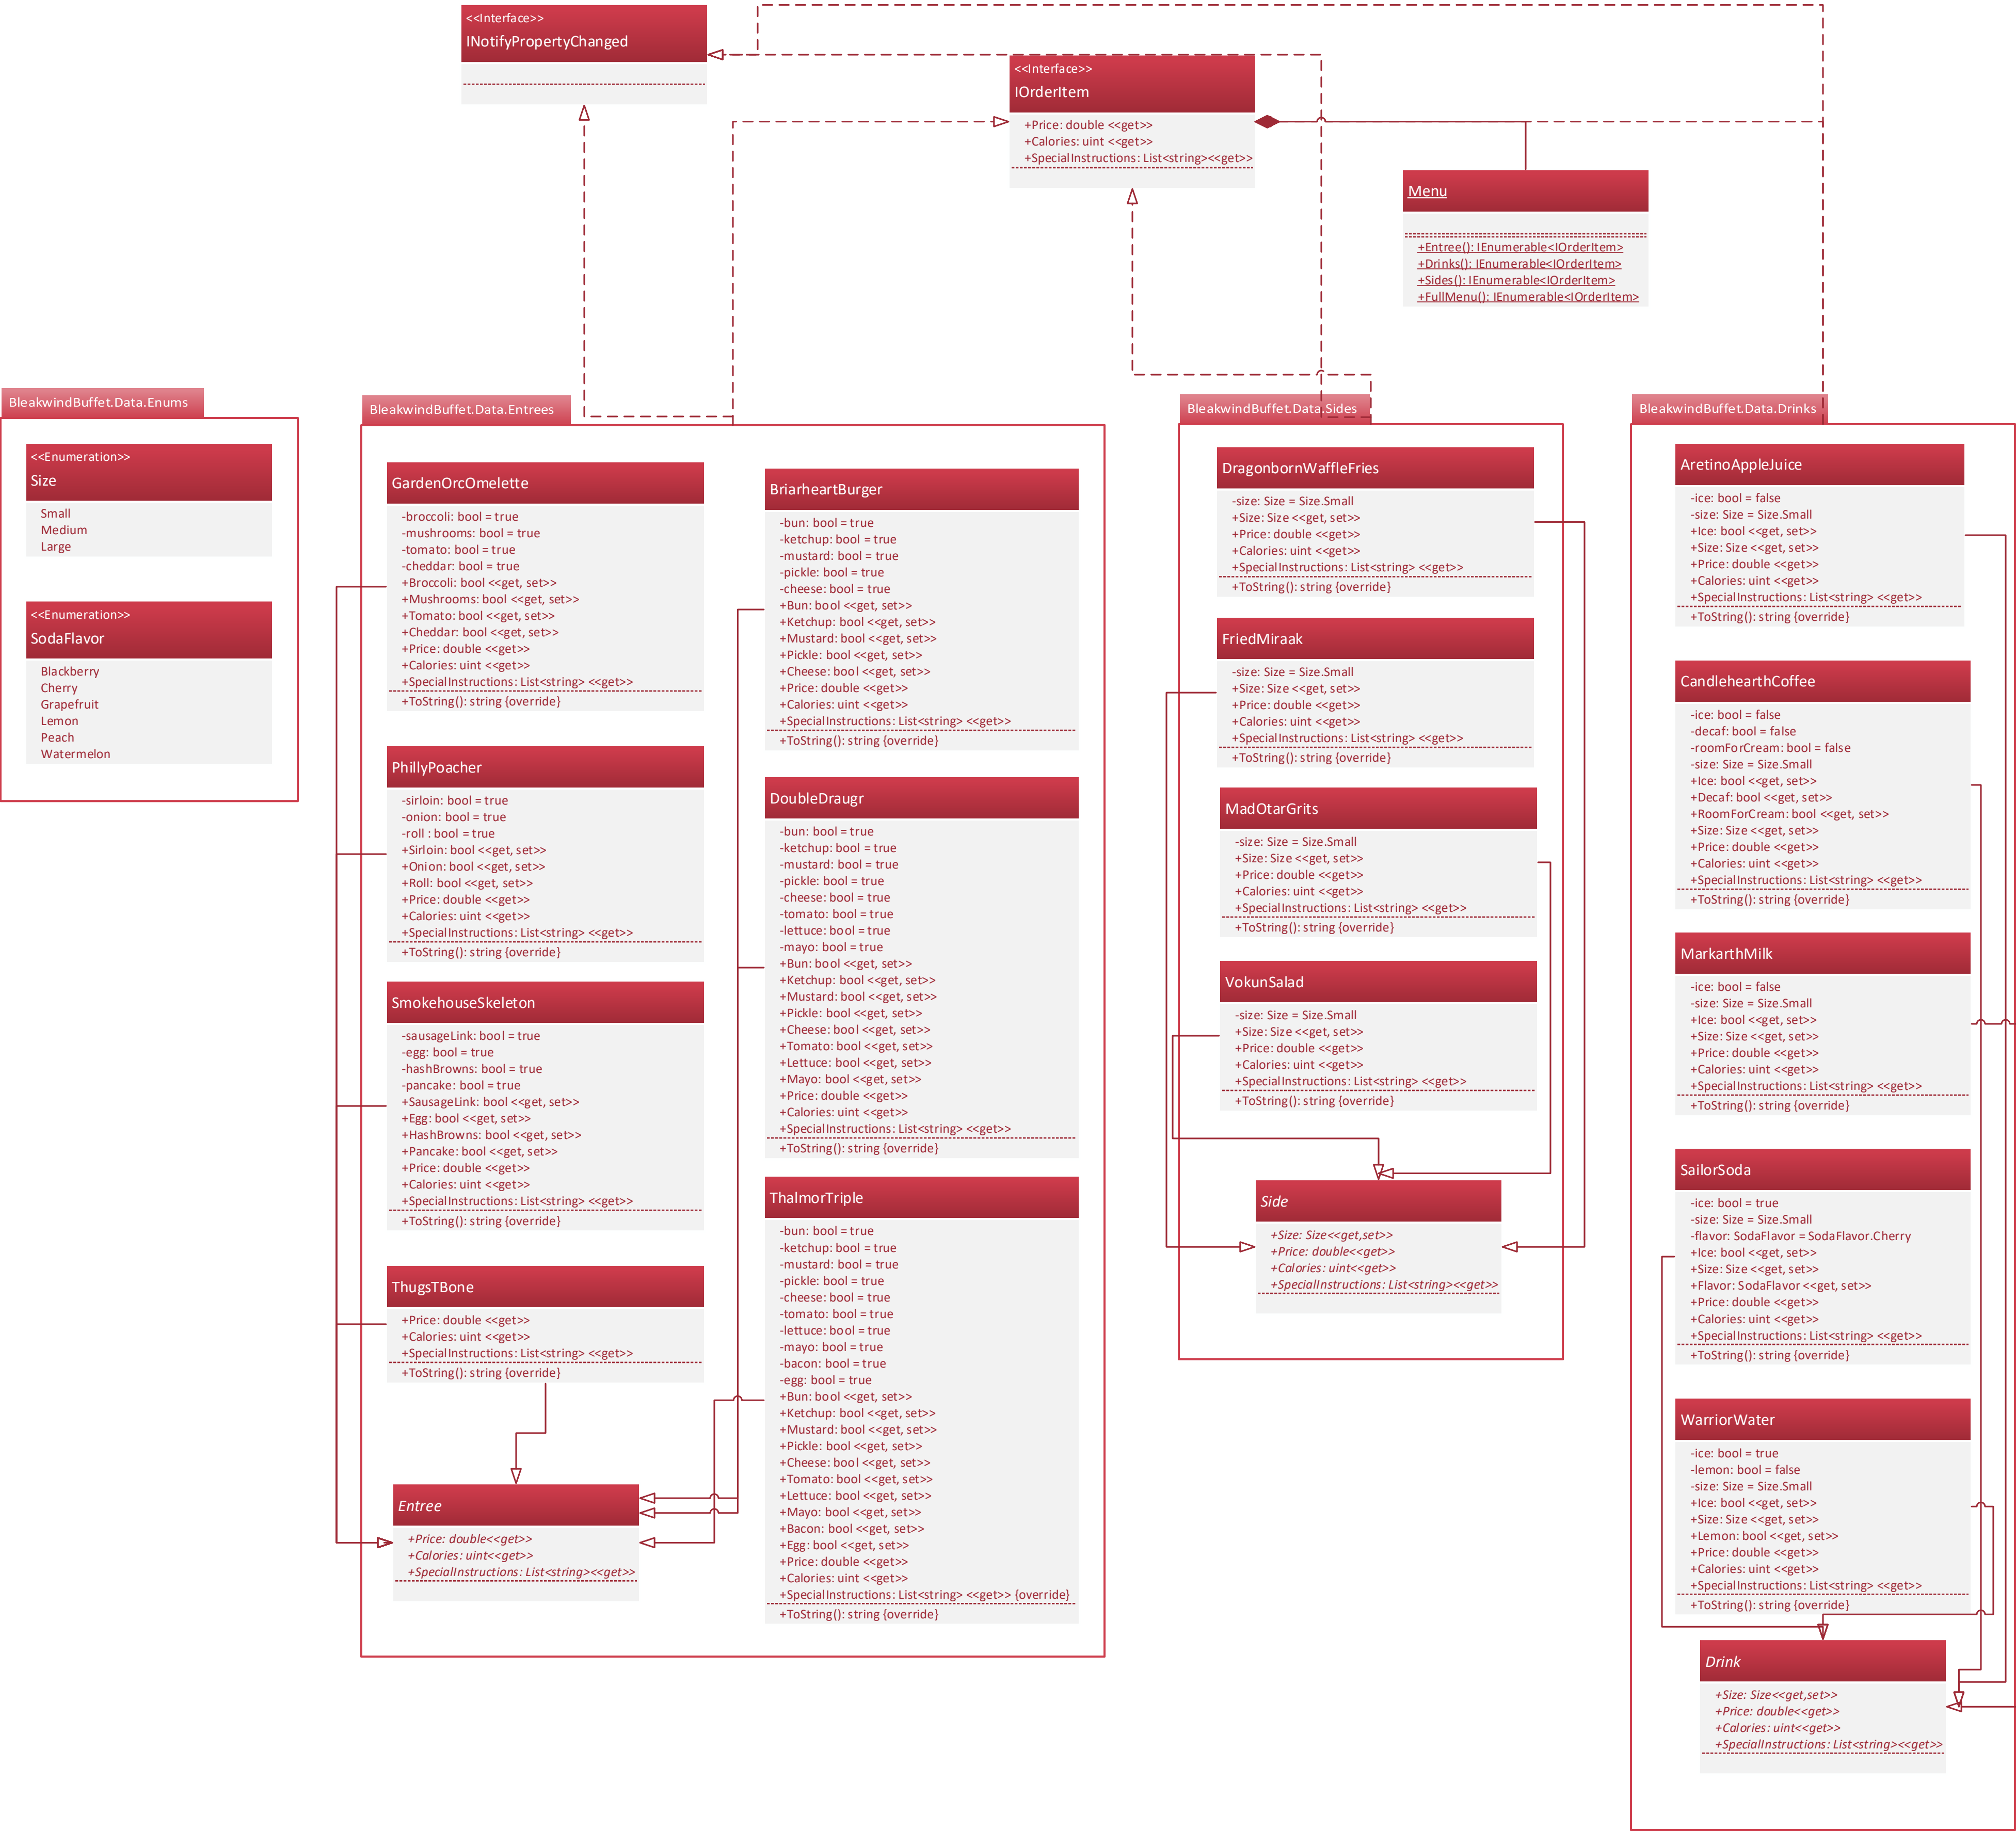 <<Interface>>
INotifyPropertyChanged
<<Interface>>
IOrderItem
+Price: double <<get>>
+Calories: uint <<get>>
+SpecialInstructions: List<string><<get>>
Menu
+Entree(): IEnumerable<IOrderItem>
+Drinks(): IEnumerable<IOrderItem>
+Sides(): IEnumerable<IOrderItem>
+FullMenu(): IEnumerable<IOrderItem>
BleakwindBuffet.Data.Enums
<<Enumeration>>
Size
Small
Medium
Large
<<Enumeration>>
SodaFlavor
Blackberry
Cherry
Grapefruit
Lemon
Peach
Watermelon
BleakwindBuffet.Data.Entrees
GardenOrcOmelette
-broccoli: bool = true
-mushrooms: bool = true
-tomato: bool = true
-cheddar: bool = true
+Broccoli: bool <<get, set>>
+Mushrooms: bool <<get, set>>
+Tomato: bool <<get, set>>
+Cheddar: bool <<get, set>>
+Price: double <<get>>
+Calories: uint <<get>>
+SpecialInstructions: List<string> <<get>>
+ToString(): string {override}
PhillyPoacher
-sirloin: bool = true
-onion: bool = true
-roll : bool = true
+Sirloin: bool <<get, set>>
+Onion: bool <<get, set>>
+Roll: bool <<get, set>>
+Price: double <<get>>
+Calories: uint <<get>>
+SpecialInstructions: List<string> <<get>>
+ToString(): string {override}
SmokehouseSkeleton
-sausageLink: bool = true
-egg: bool = true
-hashBrowns: bool = true
-pancake: bool = true
+SausageLink: bool <<get, set>>
+Egg: bool <<get, set>>
+HashBrowns: bool <<get, set>>
+Pancake: bool <<get, set>>
+Price: double <<get>>
+Calories: uint <<get>>
+SpecialInstructions: List<string> <<get>>
+ToString(): string {override}
ThugsTBone
+Price: double <<get>>
+Calories: uint <<get>>
+SpecialInstructions: List<string> <<get>>
+ToString(): string {override}
Entree
+Price: double<<get>>
+Calories: uint<<get>>
+SpecialInstructions: List<string><<get>>
BriarheartBurger
-bun: bool = true
-ketchup: bool = true
-mustard: bool = true
-pickle: bool = true
-cheese: bool = true
+Bun: bool <<get, set>>
+Ketchup: bool <<get, set>>
+Mustard: bool <<get, set>>
+Pickle: bool <<get, set>>
+Cheese: bool <<get, set>>
+Price: double <<get>>
+Calories: uint <<get>>
+SpecialInstructions: List<string> <<get>>
+ToString(): string {override}
DoubleDraugr
-bun: bool = true
-ketchup: bool = true
-mustard: bool = true
-pickle: bool = true
-cheese: bool = true
-tomato: bool = true
-lettuce: bool = true
-mayo: bool = true
+Bun: bool <<get, set>>
+Ketchup: bool <<get, set>>
+Mustard: bool <<get, set>>
+Pickle: bool <<get, set>>
+Cheese: bool <<get, set>>
+Tomato: bool <<get, set>>
+Lettuce: bool <<get, set>>
+Mayo: bool <<get, set>>
+Price: double <<get>>
+Calories: uint <<get>>
+SpecialInstructions: List<string> <<get>>
+ToString(): string {override}
ThalmorTriple
-bun: bool = true
-ketchup: bool = true
-mustard: bool = true
-pickle: bool = true
-cheese: bool = true
-tomato: bool = true
-lettuce: bool = true
-mayo: bool = true
-bacon: bool = true
-egg: bool = true
+Bun: bool <<get, set>>
+Ketchup: bool <<get, set>>
+Mustard: bool <<get, set>>
+Pickle: bool <<get, set>>
+Cheese: bool <<get, set>>
+Tomato: bool <<get, set>>
+Lettuce: bool <<get, set>>
+Mayo: bool <<get, set>>
+Bacon: bool <<get, set>>
+Egg: bool <<get, set>>
+Price: double <<get>>
+Calories: uint <<get>>
+SpecialInstructions: List<string> <<get>> {override}
+ToString(): string {override}
BleakwindBuffet.Data.Sides
DragonbornWaffleFries
-size: Size = Size.Small
+Size: Size <<get, set>>
+Price: double <<get>>
+Calories: uint <<get>>
+SpecialInstructions: List<string> <<get>>
+ToString(): string {override}
FriedMiraak
-size: Size = Size.Small
+Size: Size <<get, set>>
+Price: double <<get>>
+Calories: uint <<get>>
+SpecialInstructions: List<string> <<get>>
+ToString(): string {override}
MadOtarGrits
-size: Size = Size.Small
+Size: Size <<get, set>>
+Price: double <<get>>
+Calories: uint <<get>>
+SpecialInstructions: List<string> <<get>>
+ToString(): string {override}
VokunSalad
-size: Size = Size.Small
+Size: Size <<get, set>>
+Price: double <<get>>
+Calories: uint <<get>>
+SpecialInstructions: List<string> <<get>>
+ToString(): string {override}
Side
+Size: Size<<get,set>>
+Price: double<<get>>
+Calories: uint<<get>>
+SpecialInstructions: List<string><<get>>
BleakwindBuffet.Data.Drinks
AretinoAppleJuice
-ice: bool = false
-size: Size = Size.Small
+Ice: bool <<get, set>>
+Size: Size <<get, set>>
+Price: double <<get>>
+Calories: uint <<get>>
+SpecialInstructions: List<string> <<get>>
+ToString(): string {override}
CandlehearthCoffee
-ice: bool = false
-decaf: bool = false
-roomForCream: bool = false
-size: Size = Size.Small
+Ice: bool <<get, set>>
+Decaf: bool <<get, set>>
+RoomForCream: bool <<get, set>>
+Size: Size <<get, set>>
+Price: double <<get>>
+Calories: uint <<get>>
+SpecialInstructions: List<string> <<get>>
+ToString(): string {override}
MarkarthMilk
-ice: bool = false
-size: Size = Size.Small
+Ice: bool <<get, set>>
+Size: Size <<get, set>>
+Price: double <<get>>
+Calories: uint <<get>>
+SpecialInstructions: List<string> <<get>>
+ToString(): string {override}
SailorSoda
-ice: bool = true
-size: Size = Size.Small
-flavor: SodaFlavor = SodaFlavor.Cherry
+Ice: bool <<get, set>>
+Size: Size <<get, set>>
+Flavor: SodaFlavor <<get, set>>
+Price: double <<get>>
+Calories: uint <<get>>
+SpecialInstructions: List<string> <<get>>
+ToString(): string {override}
WarriorWater
-ice: bool = true
-lemon: bool = false
-size: Size = Size.Small
+Ice: bool <<get, set>>
+Size: Size <<get, set>>
+Lemon: bool <<get, set>>
+Price: double <<get>>
+Calories: uint <<get>>
+SpecialInstructions: List<string> <<get>>
+ToString(): string {override}
Drink
+Size: Size<<get,set>>
+Price: double<<get>>
+Calories: uint<<get>>
+SpecialInstructions: List<string><<get>>